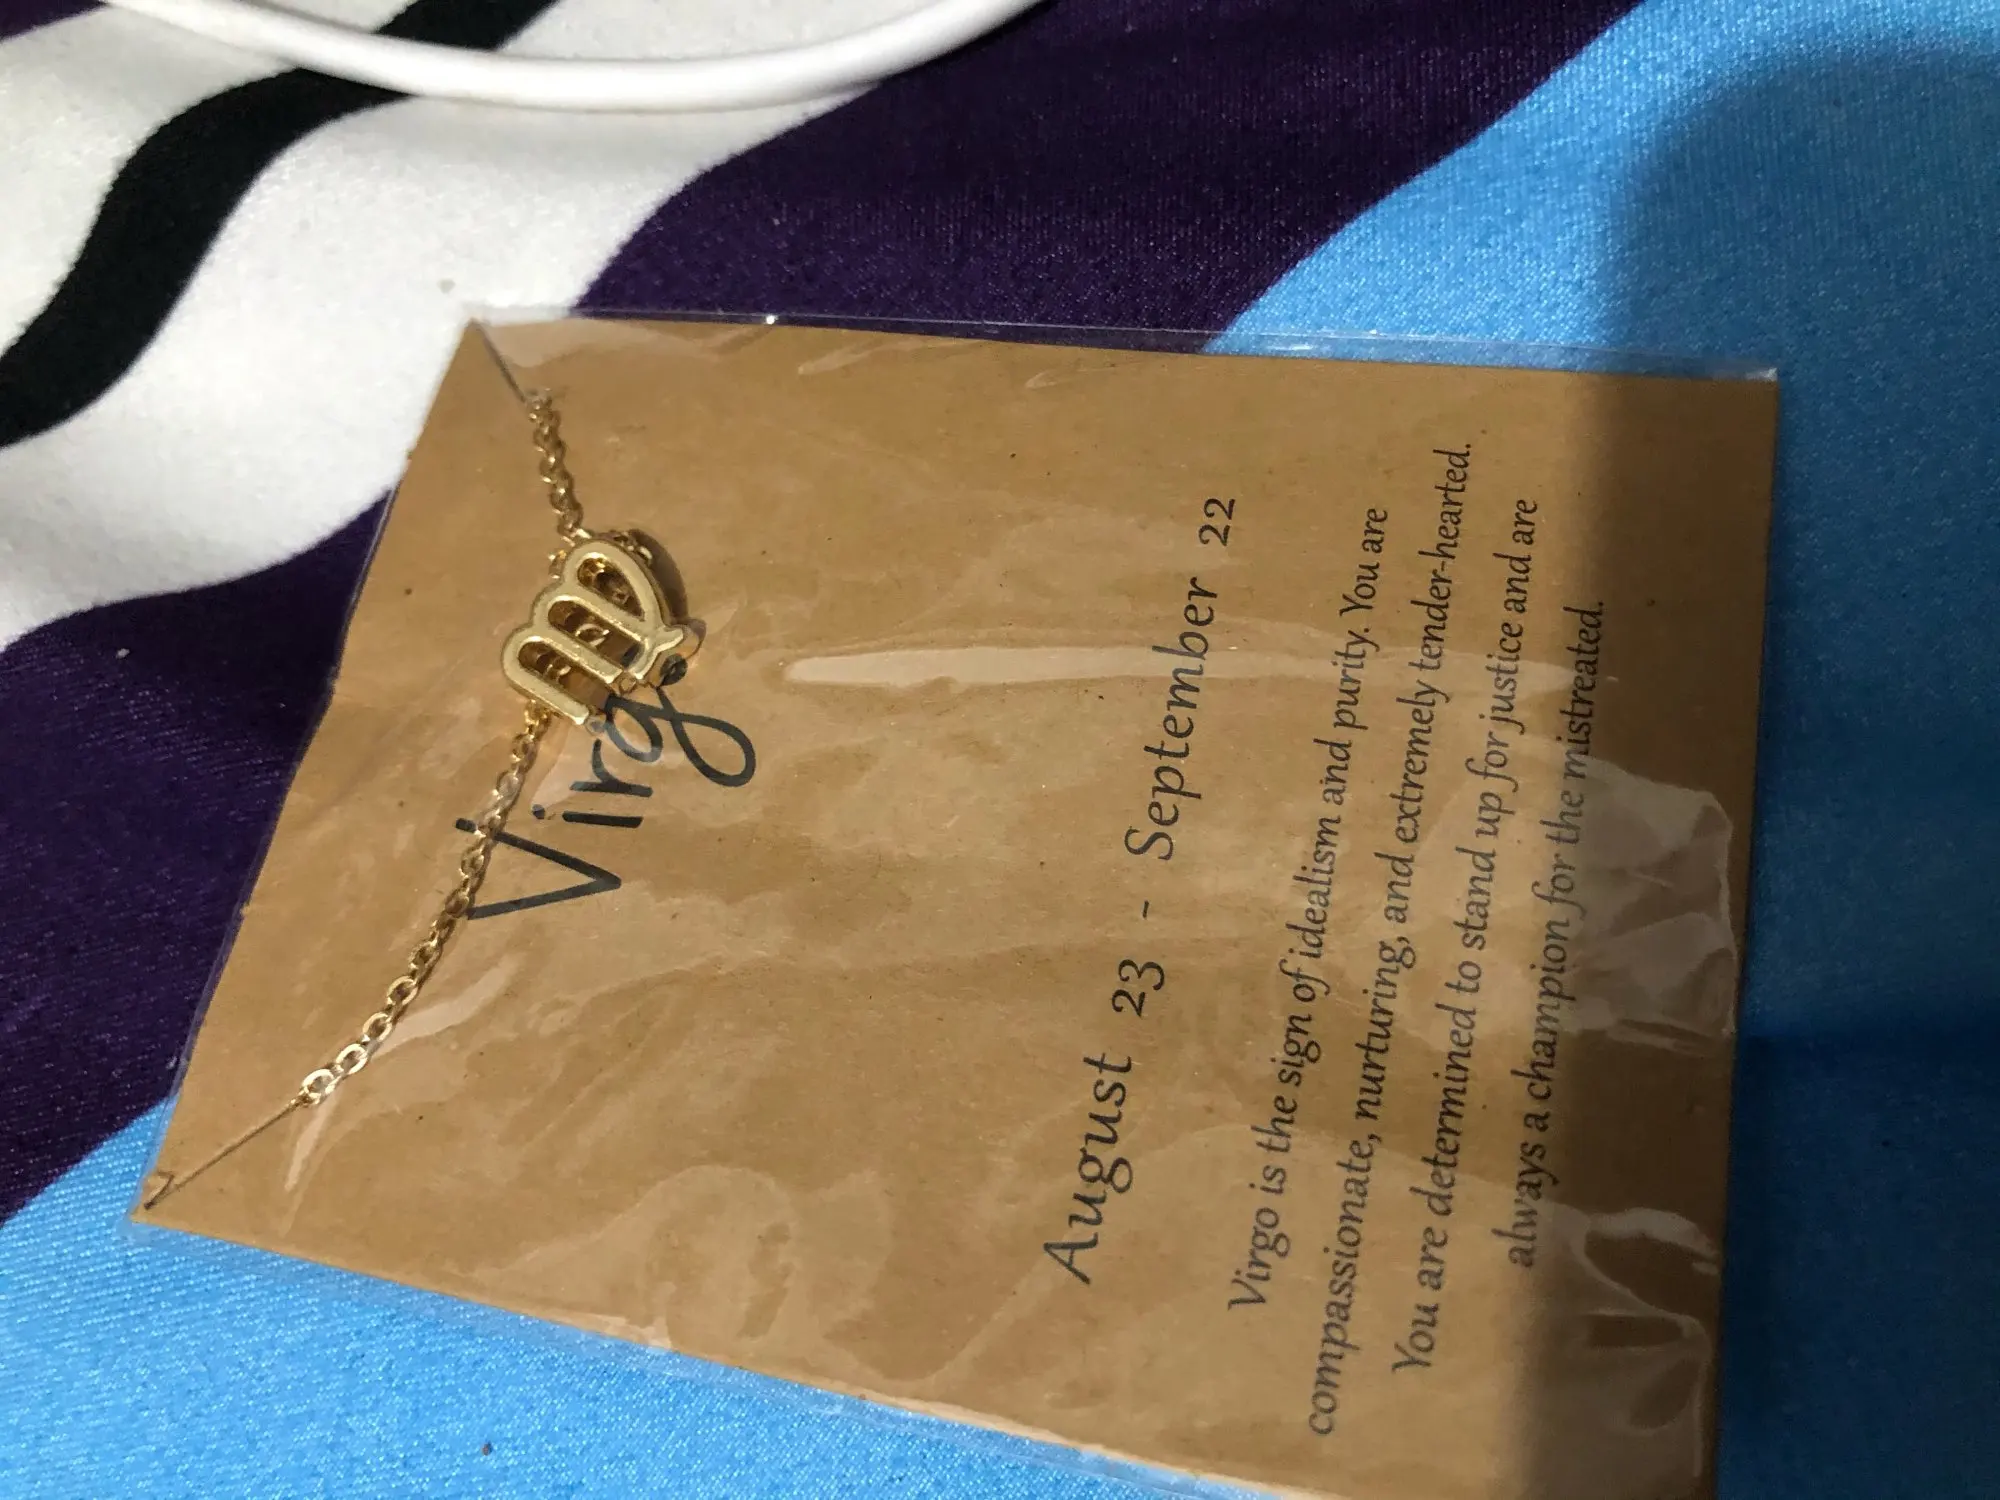 Virgo
August 23 - September 22
Virgo is the sign of idealism and purity. You are
compassionate, nurturing, and extremely tender-hearted.
You are determined to stand up for justice and are
always a champion for the mistreated.